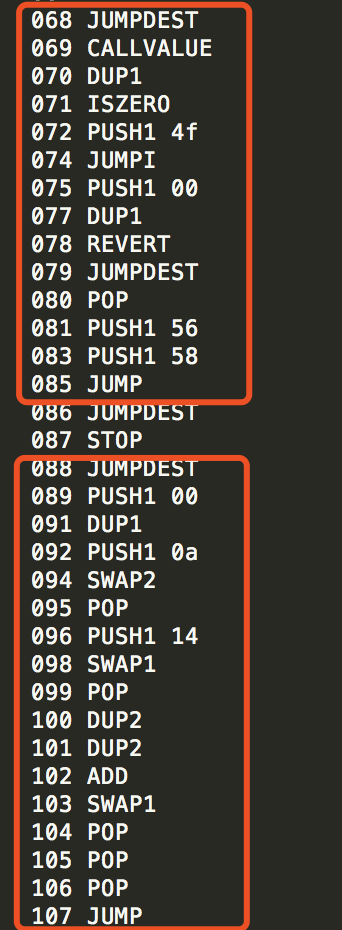 068 JUMPDEST
069 CALLVALUE
070 DUP1
071 ISZERO
072 PUSH1 4f
074 JUMPI
075 PUSH1 00
077 DUP1
078 REVERT
079 JUMPDEST
080 POP
081 PUSH1 56
083 PUSH1 58
085 JUMP
086 JUMPDEST
087 STOP
088 JUMPDEST
089 PUSH1 00
091 DUP1
092 PUSH1 0a
094 SWAP2
095 POP
096 PUSH1 14
098 SWAP1
099 POP
100 DUP2
101 DUP2
102 ADD
103 SWAP1
104 POP
105 POP
106 POP
107 JUMP